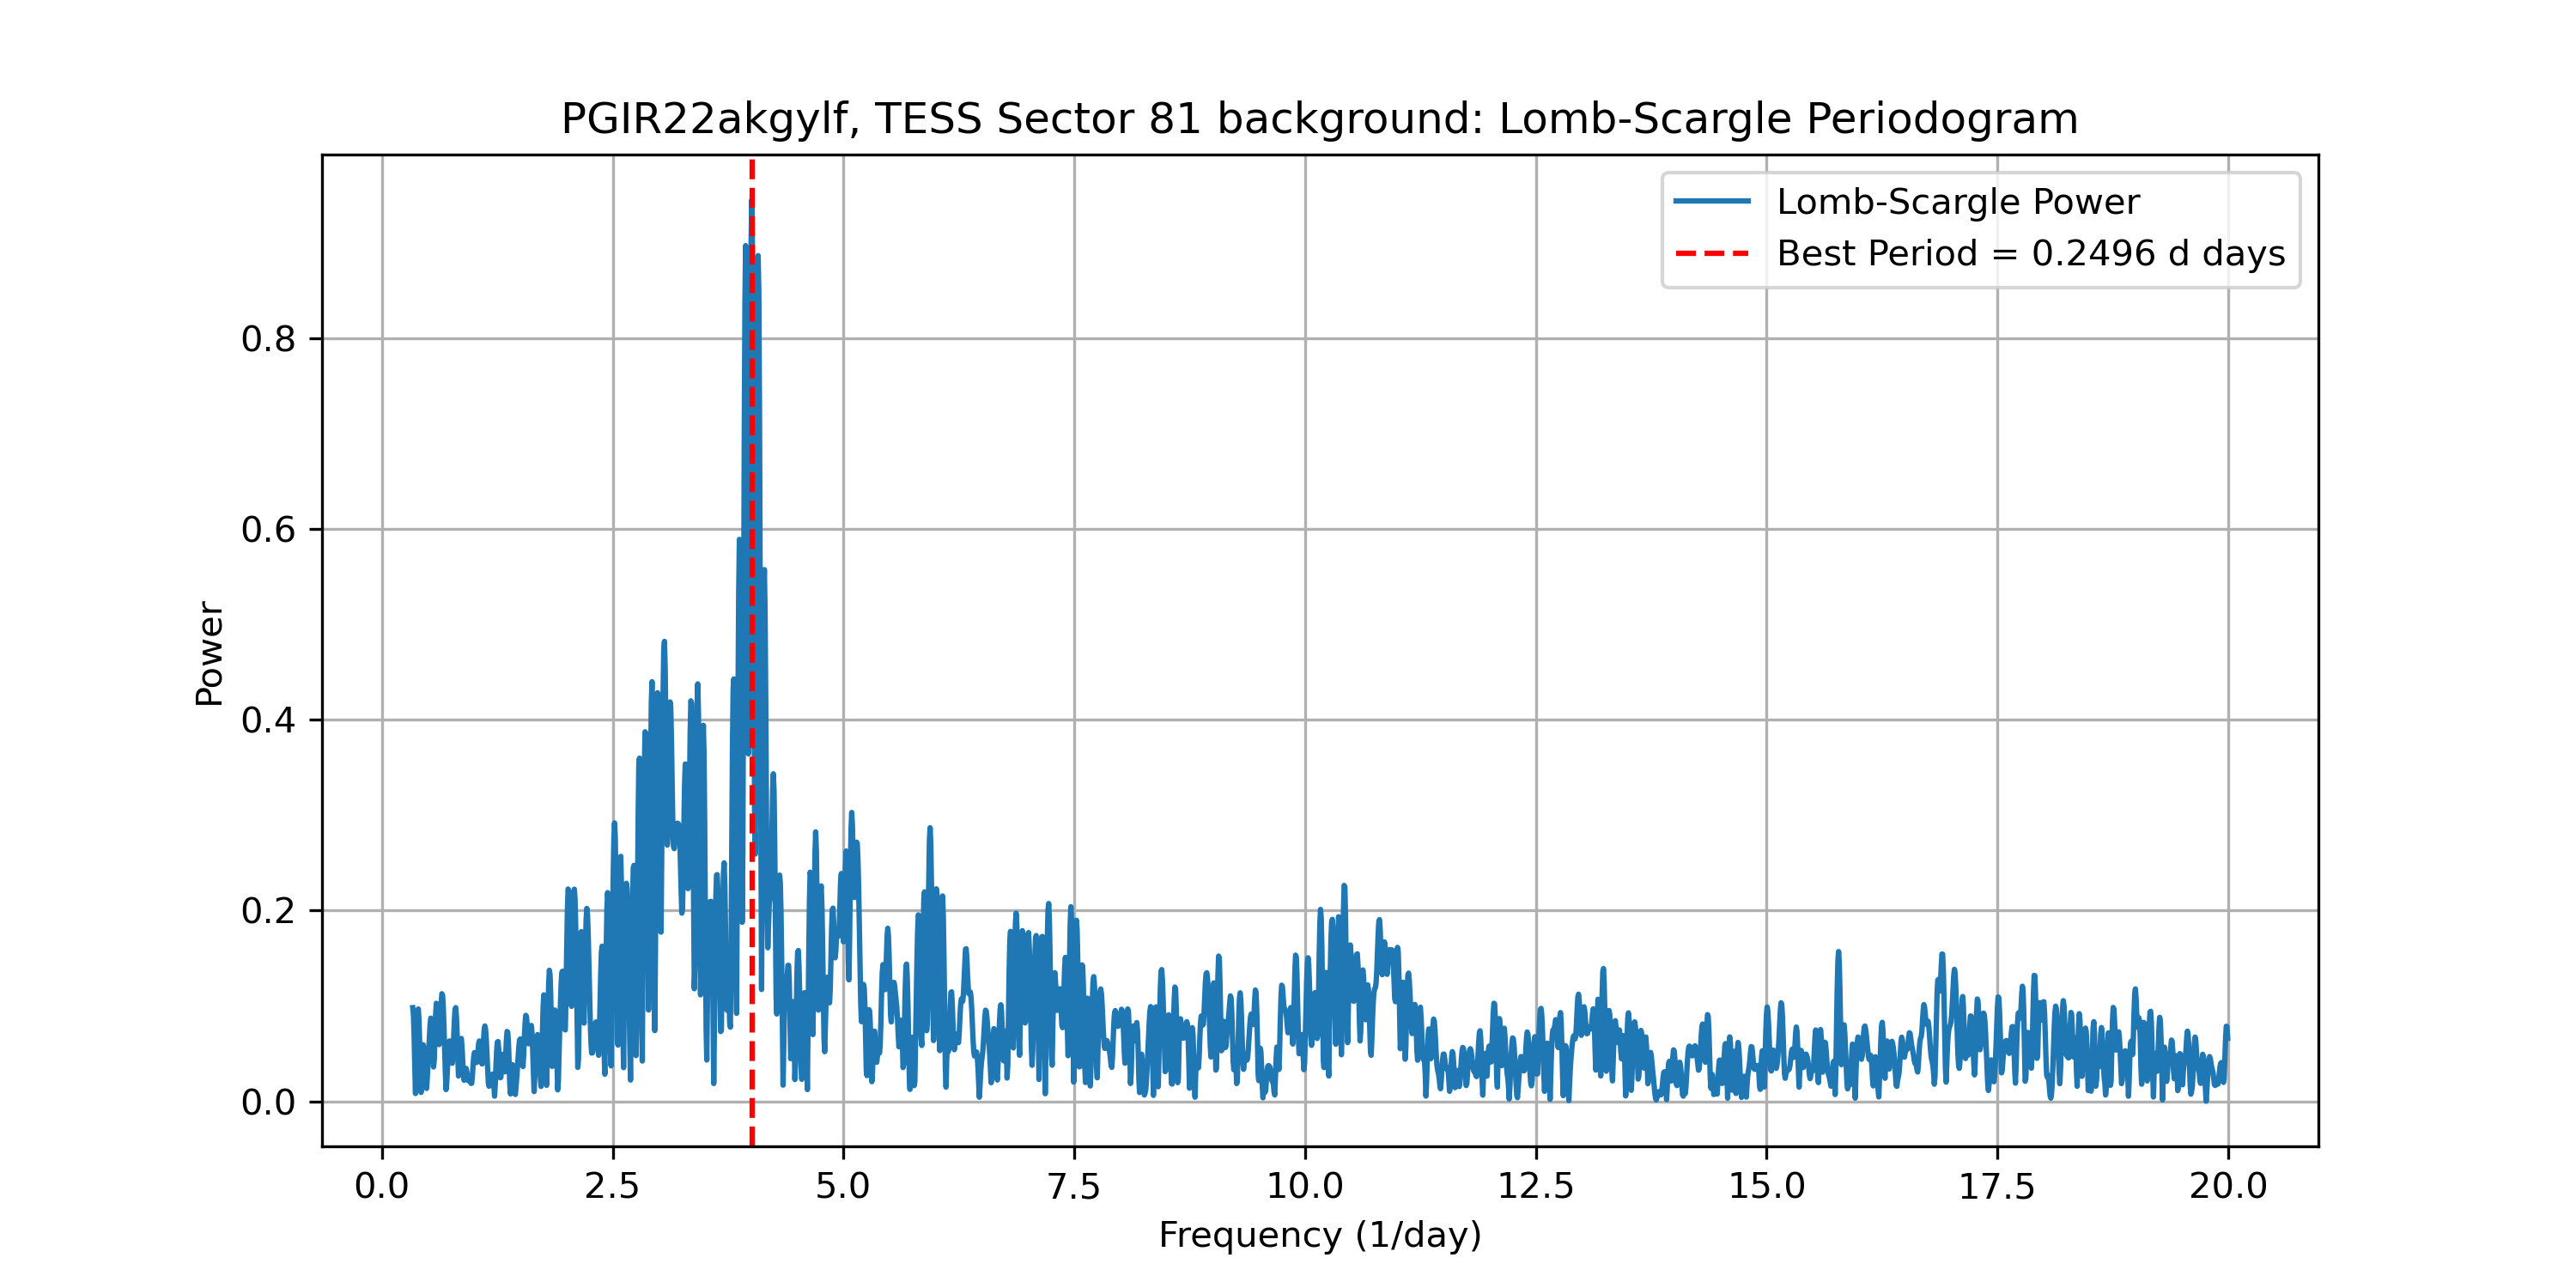 PGIR22akgylf, TESS Sector 81 background: Lomb-Scargle Periodogram
Lomb-Scargle Power
Best Period = 0.2496 d days
0.8
0.6
0.4
0.2
0.0
Power
0.0 2.5 5.0 7.5 10.0 12.5 15.0 17.5 20.0
Frequency (1/day)